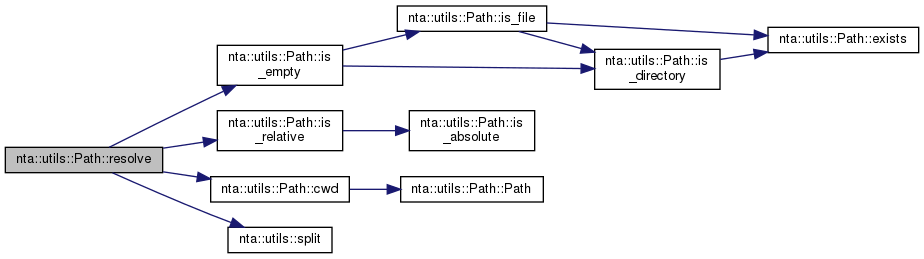 nta::utils::Path::resolve
nta::utils::Path::is
_empty
nta::utils::Path::is_file
nta::utils::Path::is
_directory
nta::utils::Path::exists
nta::utils::Path::is
_relative
nta::utils::Path::is
_absolute
nta::utils::Path::cwd
nta::utils::Path::Path
nta::utils::split